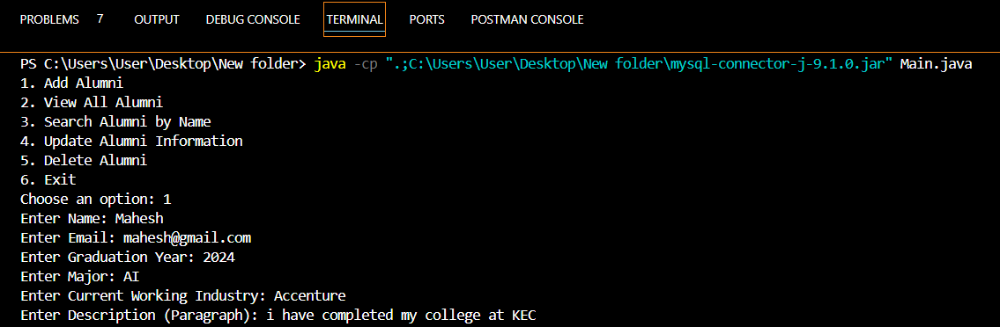 PROBLEMS 7 OUTPUT DEBUG CONSOLE TERMINAL PORTS POSTMAN CONSOLE
PS C:\Users\User\Desktop\New folder> java -cp ".;C:\Users\User\Desktop\New folder\mysql-connector-j-9.1.0.jar" Main.java
1. Add Alumni
2. View All Alumni
3. Search Alumni by Name
4. Update Alumni Information
5. Delete Alumni
6. Exit
Choose an option: 1
Enter Name: Mahesh
Enter Email: mahesh@gmail.com
Enter Graduation Year: 2024
Enter Major: AI
Enter Current Working Industry: Accenture
Enter Description (Paragraph): i have completed my college at KEC